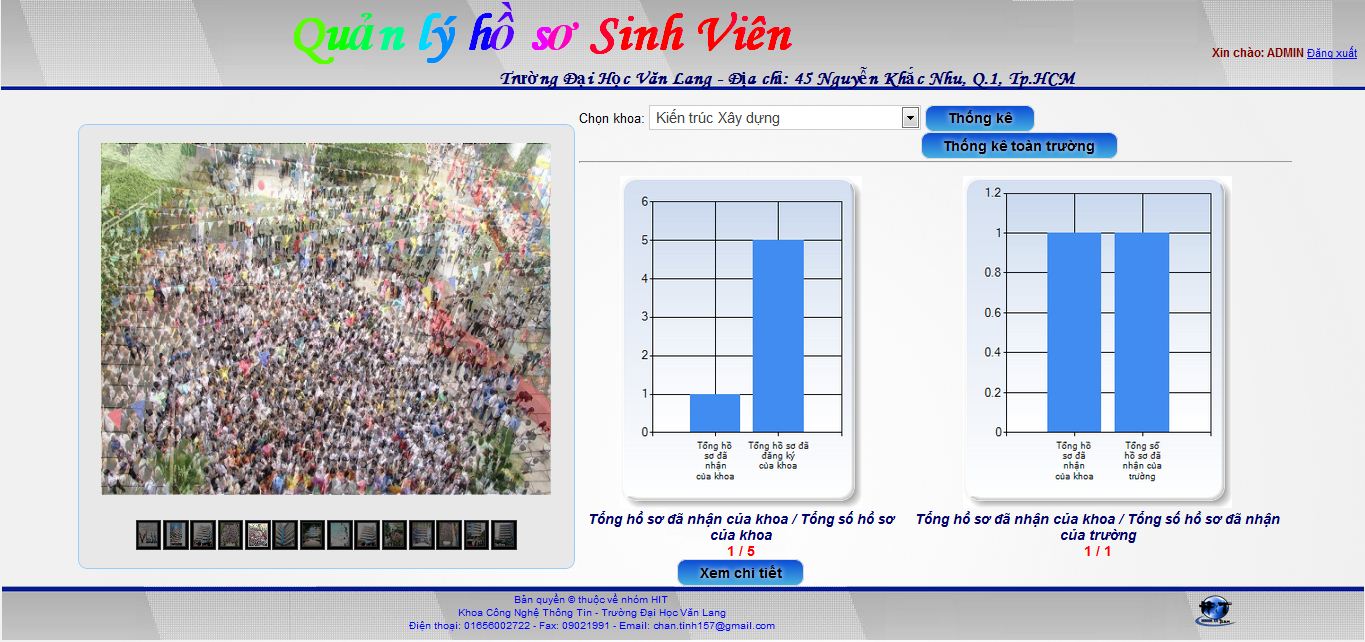 Quản lý hồ sơ Sinh Viên
Trường Đại Học Văn Lang - Địa chỉ: 45 Nguyễn Khắc Nhu, Q.1, Tp.HCM
Xin chào: ADMIN Đăng xuất
Chọn khoa: Kiến trúc Xây dựng Thống kê
Thống kê toàn trường
6
5
4
3
2
1
0
Tổng hồ
sơ đã
nhận
của khoa
Tổng hồ sơ đã
đăng ký
của khoa
Tổng hồ sơ đã nhận của khoa / Tổng số hồ sơ
của khoa
1 / 5
Xem chi tiết
1.2
1
0.8
0.6
0.4
0.2
0
Tổng hồ
sơ đã
nhận
của khoa
Tổng số
hồ sơ đã
nhận của
trường
Tổng hồ sơ đã nhận của khoa / Tổng số hồ sơ đã nhận
của trường
1 / 1
Bản quyền © thuộc về nhóm HIT
Khoa Công Nghệ Thông Tin - Trường Đại Học Văn Lang
Điện thoại: 01656002722 - Fax: 09021991 - Email: chan.tinh157@gmail.com